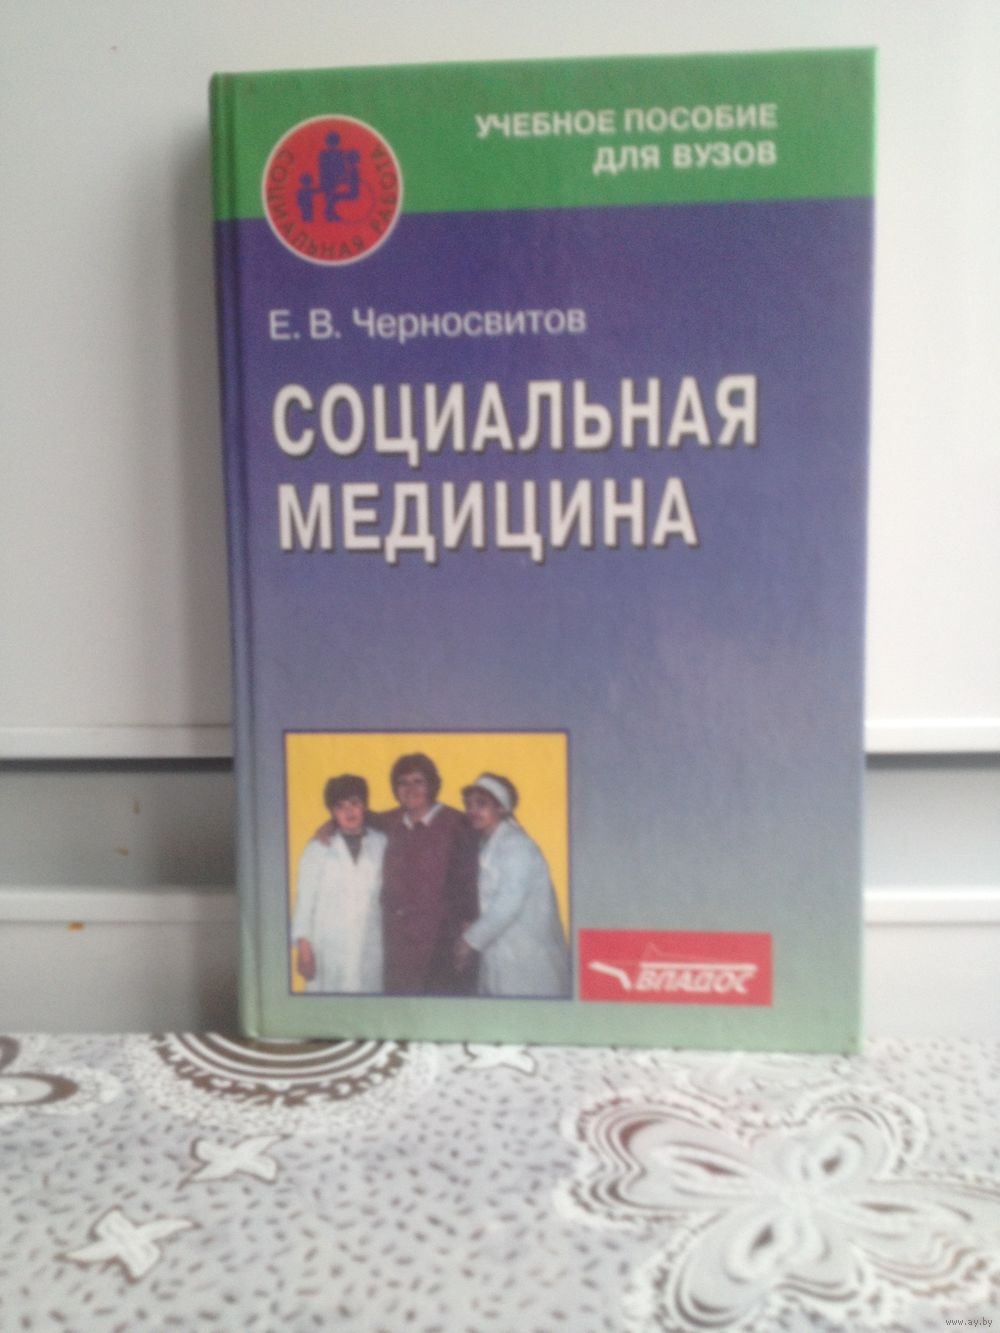 УЧЕБНОЕ ПОСОБИЕ
ДЛЯ ВУЗОВ
СОЦИАЛЬНАЯ РАБОТА
Е. В. Черносвитов
СОЦИАЛЬНАЯ
МЕДИЦИНА
ВЛАДОС
www.ay.by